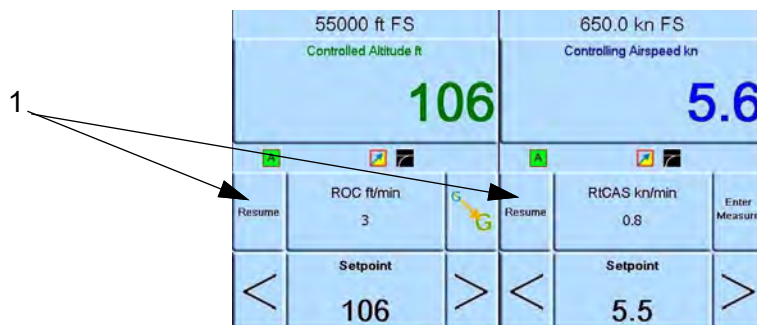 55000 ft FS
650.0 kn FS
Controlled Altitude ft
Controlling Airspeed kn
1
106
5.6
A
A
Resume
ROC ft/min
3
G
G
Resume
RtCAS kn/min
0.8
Enter
Measure
<
Setpoint
106
>
<
Setpoint
5.5
>